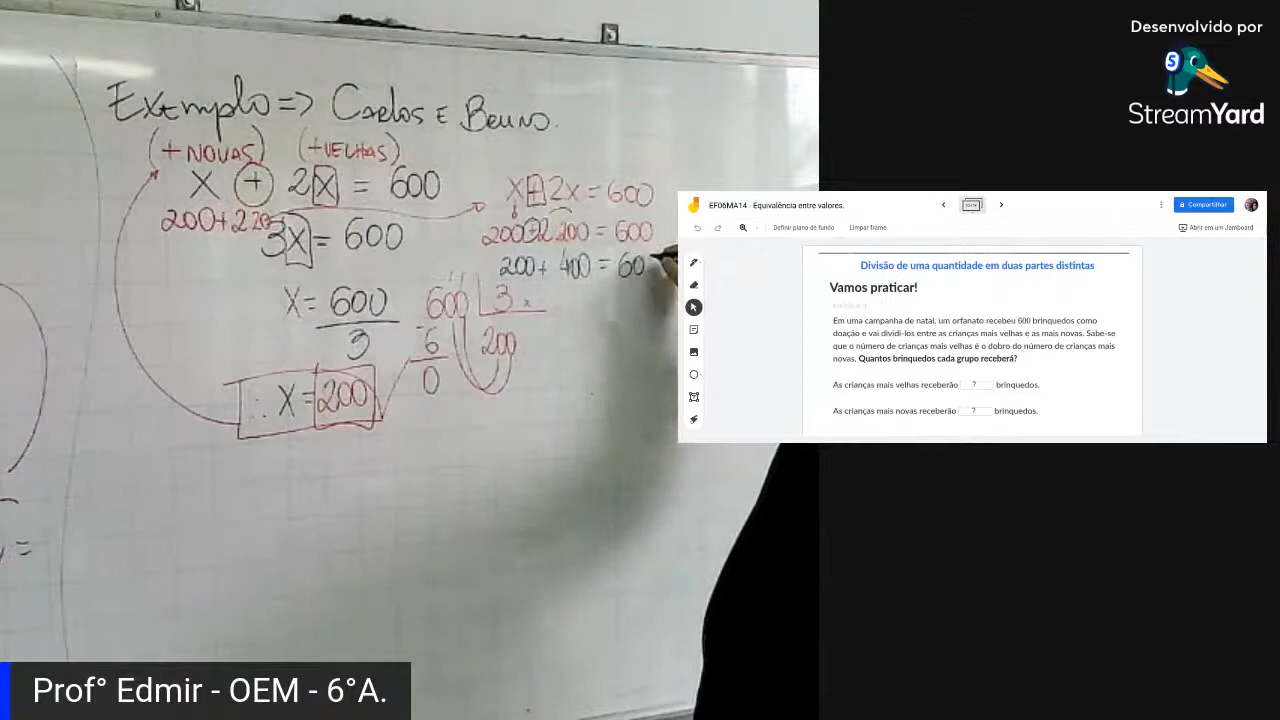 Exemplo => Carlos E Bruno.
(+ NOVAS) (+ VELHAS)
x + 2x = 600
200+2.20
3x = 600
x = 600
3
600 3
6 200
0
∴ x = 200
x + 2x = 600
200 + 2.200 = 600
200 + 400 = 60
=
Desenvolvido por
StreamYard
EF06MA14 - Equivalência entre valores.
Compartilhar
Definir plano de fundo Limpar frame
Abrir em um Jamboard
Divisão de uma quantidade em duas partes distintas
Vamos praticar!
Em uma campanha de natal, um orfanato recebeu 600 brinquedos como
doação e vai dividi-los entre as crianças mais velhas e as mais novas. Sabe-se
que o número de crianças mais velhas é o dobro do número de crianças mais
novas. Quantos brinquedos cada grupo receberá?
As crianças mais velhas receberão ? brinquedos.
As crianças mais novas receberão ? brinquedos.
Prof° Edmir - OEM - 6°A.